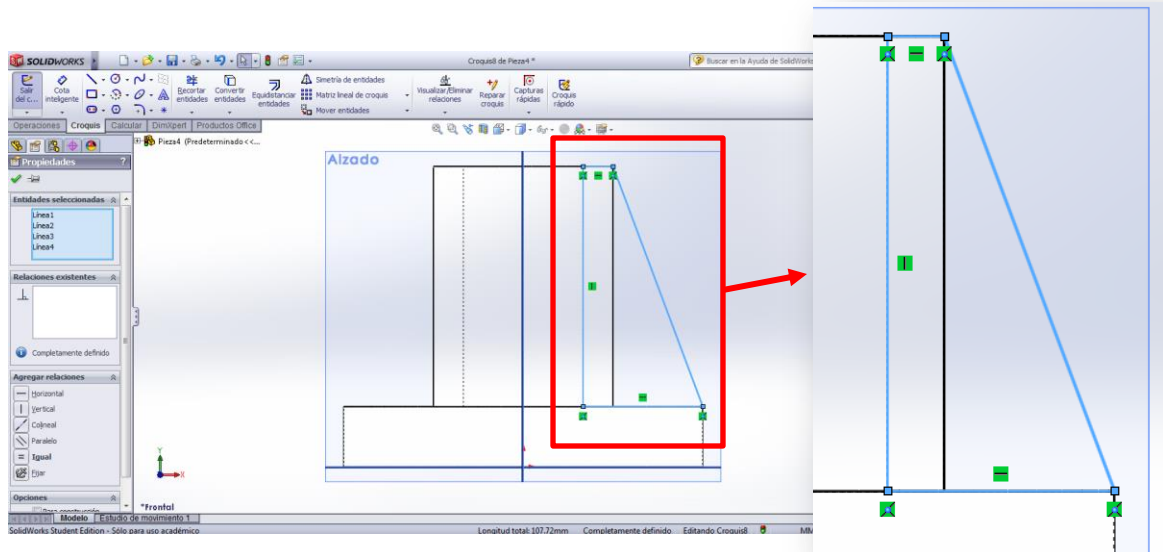 SOLIDWORKS
Croquis8 de Pieza4 *
Buscar en la Ayuda de SolidWorks
Salir del c...
Cota inteligente
Recortar entidades
Convertir entidades
Equidistanciar entidades
Simetría de entidades
Matriz lineal de croquis
Mover entidades
Visualizar/Eliminar relaciones
Reparar croquis
Capturas rápidas
Croquis rápido
Operaciones Croquis Calcular DimXpert Productos Office
Pieza4 (Predeterminado<<...
Propiedades ?
Entidades seleccionadas
Línea1
Línea2
Línea3
Línea4
Relaciones existentes
Completamente definido
Agregar relaciones
Horizontal
Vertical
Colineal
Paralelo
Igual
Fijar
Opciones
Para construcción
Alzado
Y
X
*Frontal
Modelo Estudio de movimiento 1
SolidWorks Student Edition - Sólo para uso académico
Longitud total: 107.72mm Completamente definido Editando Croquis8